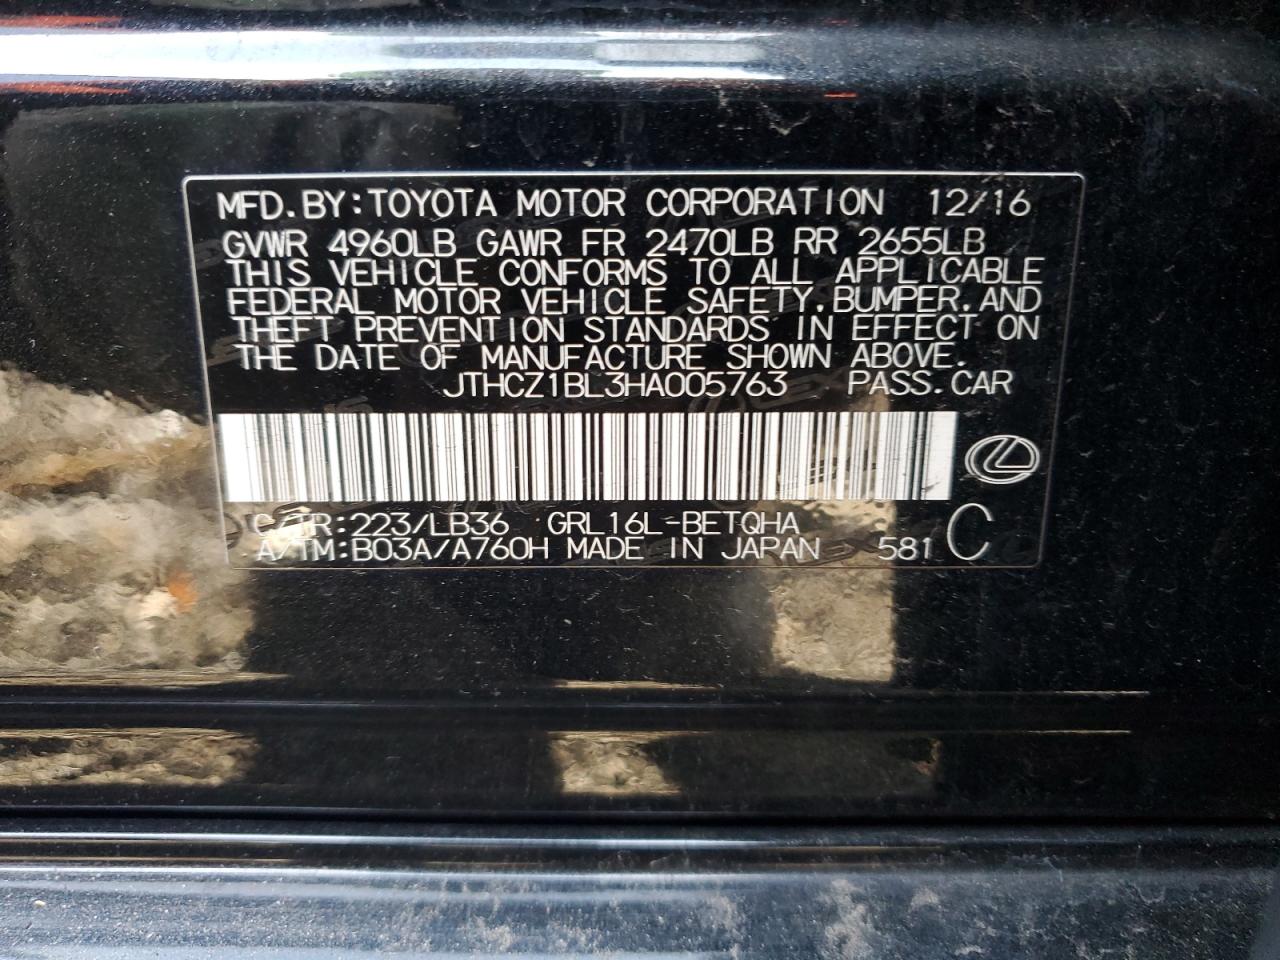 MFD.BY:TOYOTA MOTOR CORPORATION 12/16
GVWR 4960LB GAWR FR 2470LB RR 2655LB
THIS VEHICLE CONFORMS TO ALL APPLICABLE
FEDERAL MOTOR VEHICLE SAFETY,BUMPER,AND
THEFT PREVENTION STANDARDS IN EFFECT ON
THE DATE OF MANUFACTURE SHOWN ABOVE.
JTHCZ1BL3HA005763 PASS.CAR
C/TR:223/LB36 GRL16L-BETQHA
A/TM:B03A/A760H MADE IN JAPAN 581 C